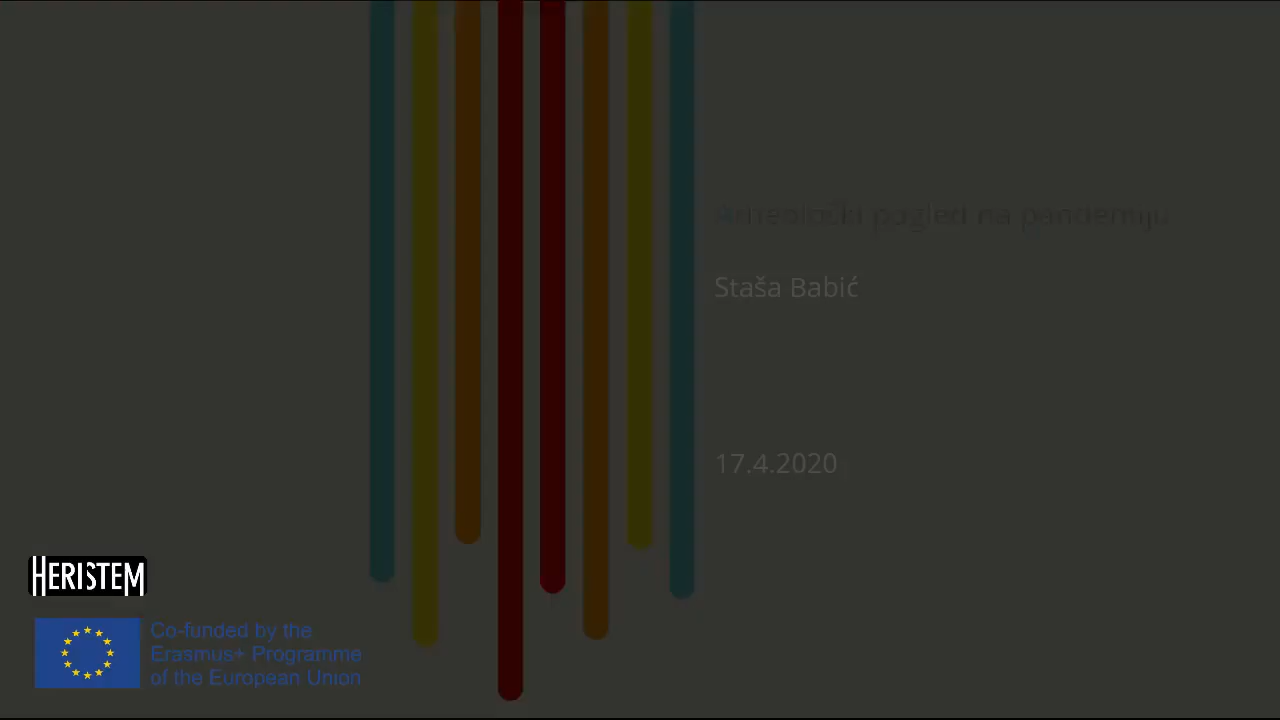 Arheološki pogled na pandemiju
Staša Babić
17.4.2020
HERISTEM
Co-funded by the
Erasmus+ Programme
of the European Union